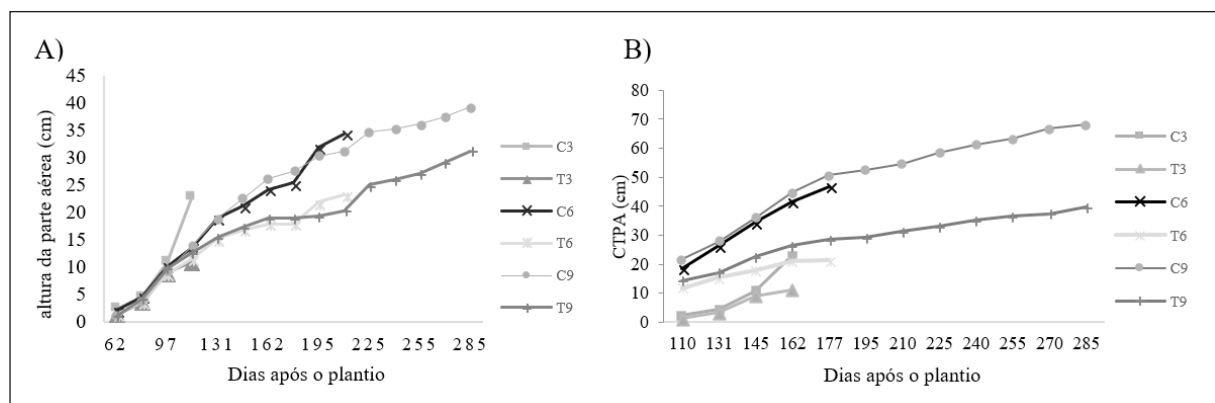 A)
45
40
35
30
25
20
15
10
5
0
altura da parte aérea (cm)
62 97 131 162 195 225 255 285
Dias após o plantio
C3
T3
C6
T6
C9
T9
B)
80
70
60
50
40
30
20
10
0
CTPA (cm)
110 131 145 162 177 195 210 225 240 255 270 285
Dias após o plantio
C3
T3
C6
T6
C9
T9